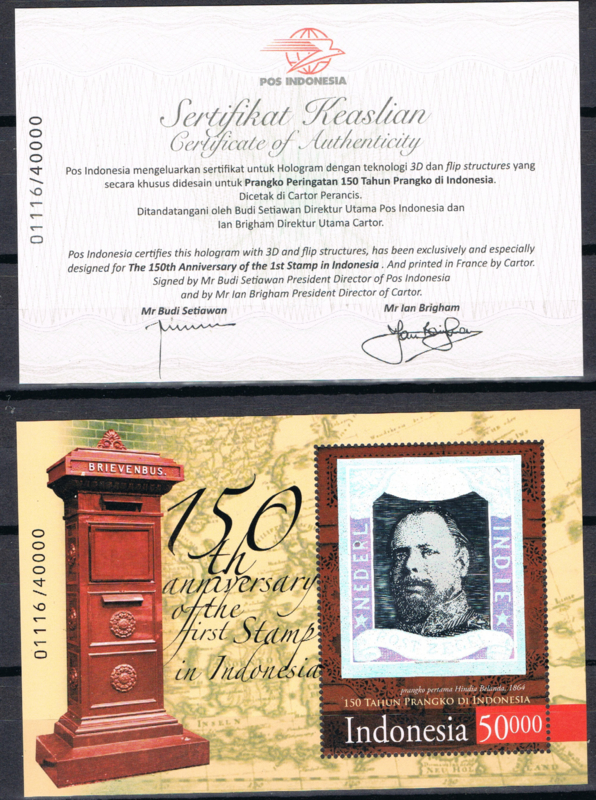 POS INDONESIA
Sertifikat Keaslian
Certificate of Authenticity
01116/40000
Pos Indonesia mengeluarkan sertifikat untuk Hologram dengan teknologi 3D dan flip structures yang
secara khusus didesain untuk Prangko Peringatan 150 Tahun Prangko di Indonesia.
Dicetak di Cartor Perancis.
Ditandatangani oleh Budi Setiawan Direktur Utama Pos Indonesia dan
Ian Brigham Direktur Utama Cartor.
Pos Indonesia certifies this hologram with 3D and flip structures, has been exclusively and especially
designed for The 150th Anniversary of the 1st Stamp in Indonesia . And printed in France by Cartor.
Signed by Mr Budi Setiawan President Director of Pos Indonesia
and by Mr Ian Brigham President Director of Cartor.
Mr Budi Setiawan
Mr Ian Brigham
BRIEVENBUS.
01116/40000
150
th
anniversary
of the
first Stamp
in Indonesia
NEDERL
INDIE
prangko pertama Hindia Belanda, 1864
150 TAHUN PRANGKO DI INDONESIA
Indonesia 50000